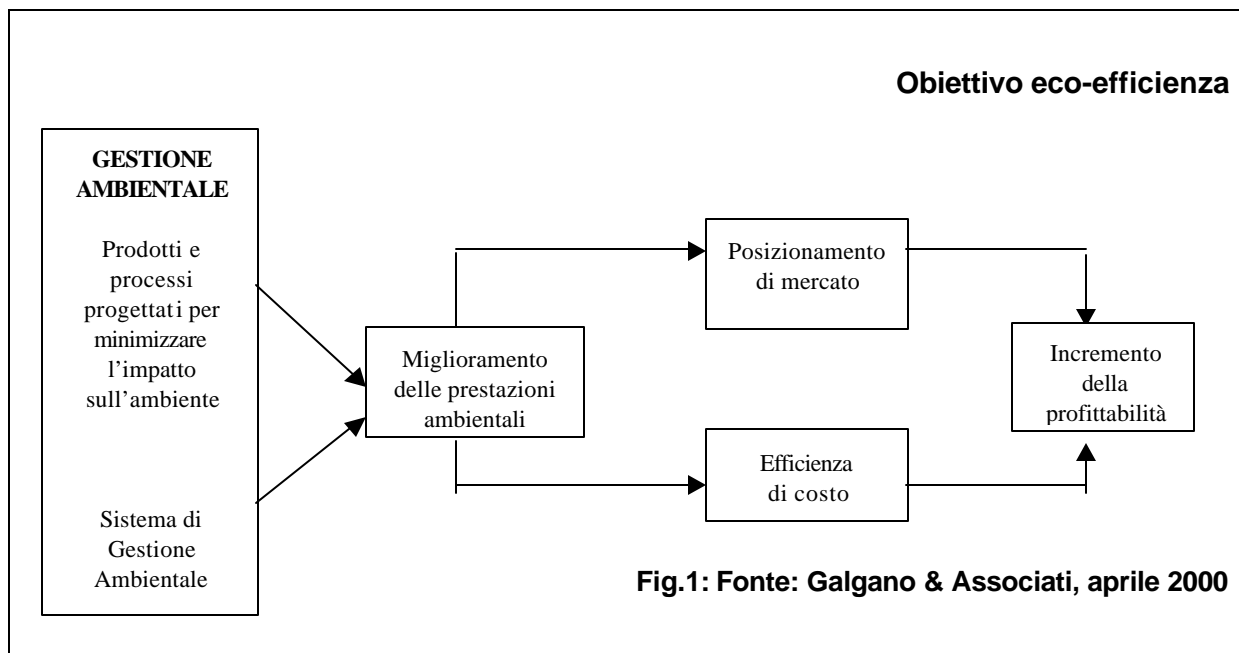 Obiettivo eco-efficienza
GESTIONE
AMBIENTALE
Prodotti e
processi
progettati per
minimizzare
l'impatto
sull'ambiente
Sistema di
Gestione
Ambientale
Miglioramento
delle prestazioni
ambientali
Posizionamento
di mercato
Efficienza
di costo
Incremento
della
profittabilità
Fig.1: Fonte: Galgano & Associati, aprile 2000